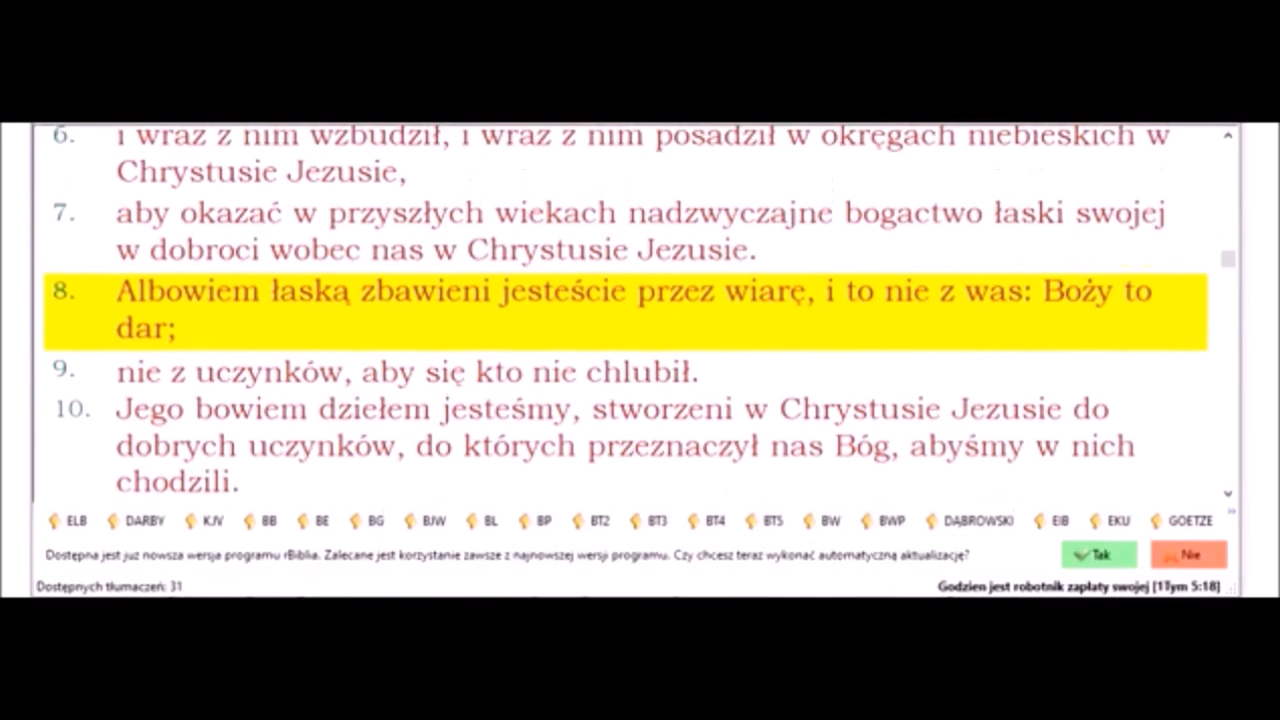 6. i wraz z nim wzbudził, i wraz z nim posadził w okręgach niebieskich w
Chrystusie Jezusie,
7. aby okazać w przyszłych wiekach nadzwyczajne bogactwo łaski swojej
w dobroci wobec nas w Chrystusie Jezusie.
8. Albowiem łaską zbawieni jesteście przez wiarę, i to nie z was: Boży to
dar;
9. nie z uczynków, aby się kto nie chlubił.
10. Jego bowiem dziełem jesteśmy, stworzeni w Chrystusie Jezusie do
dobrych uczynków, do których przeznaczył nas Bóg, abyśmy w nich
chodzili.
ELB DARBY KJV BB BE BG BJW BL BP BT2 BT3 BT4 BT5 BW BWP DĄBROWSKI EIB EKU GOETZE
Dostępna jest już nowsza wersja programu rBiblia. Zalecane jest korzystanie zawsze z najnowszej wersji programu. Czy chcesz teraz wykonać automatyczną aktualizację? Tak Nie
Dostępnych tłumaczeń: 31 Godzien jest robotnik zapłaty swojej [1Tym 5:18]